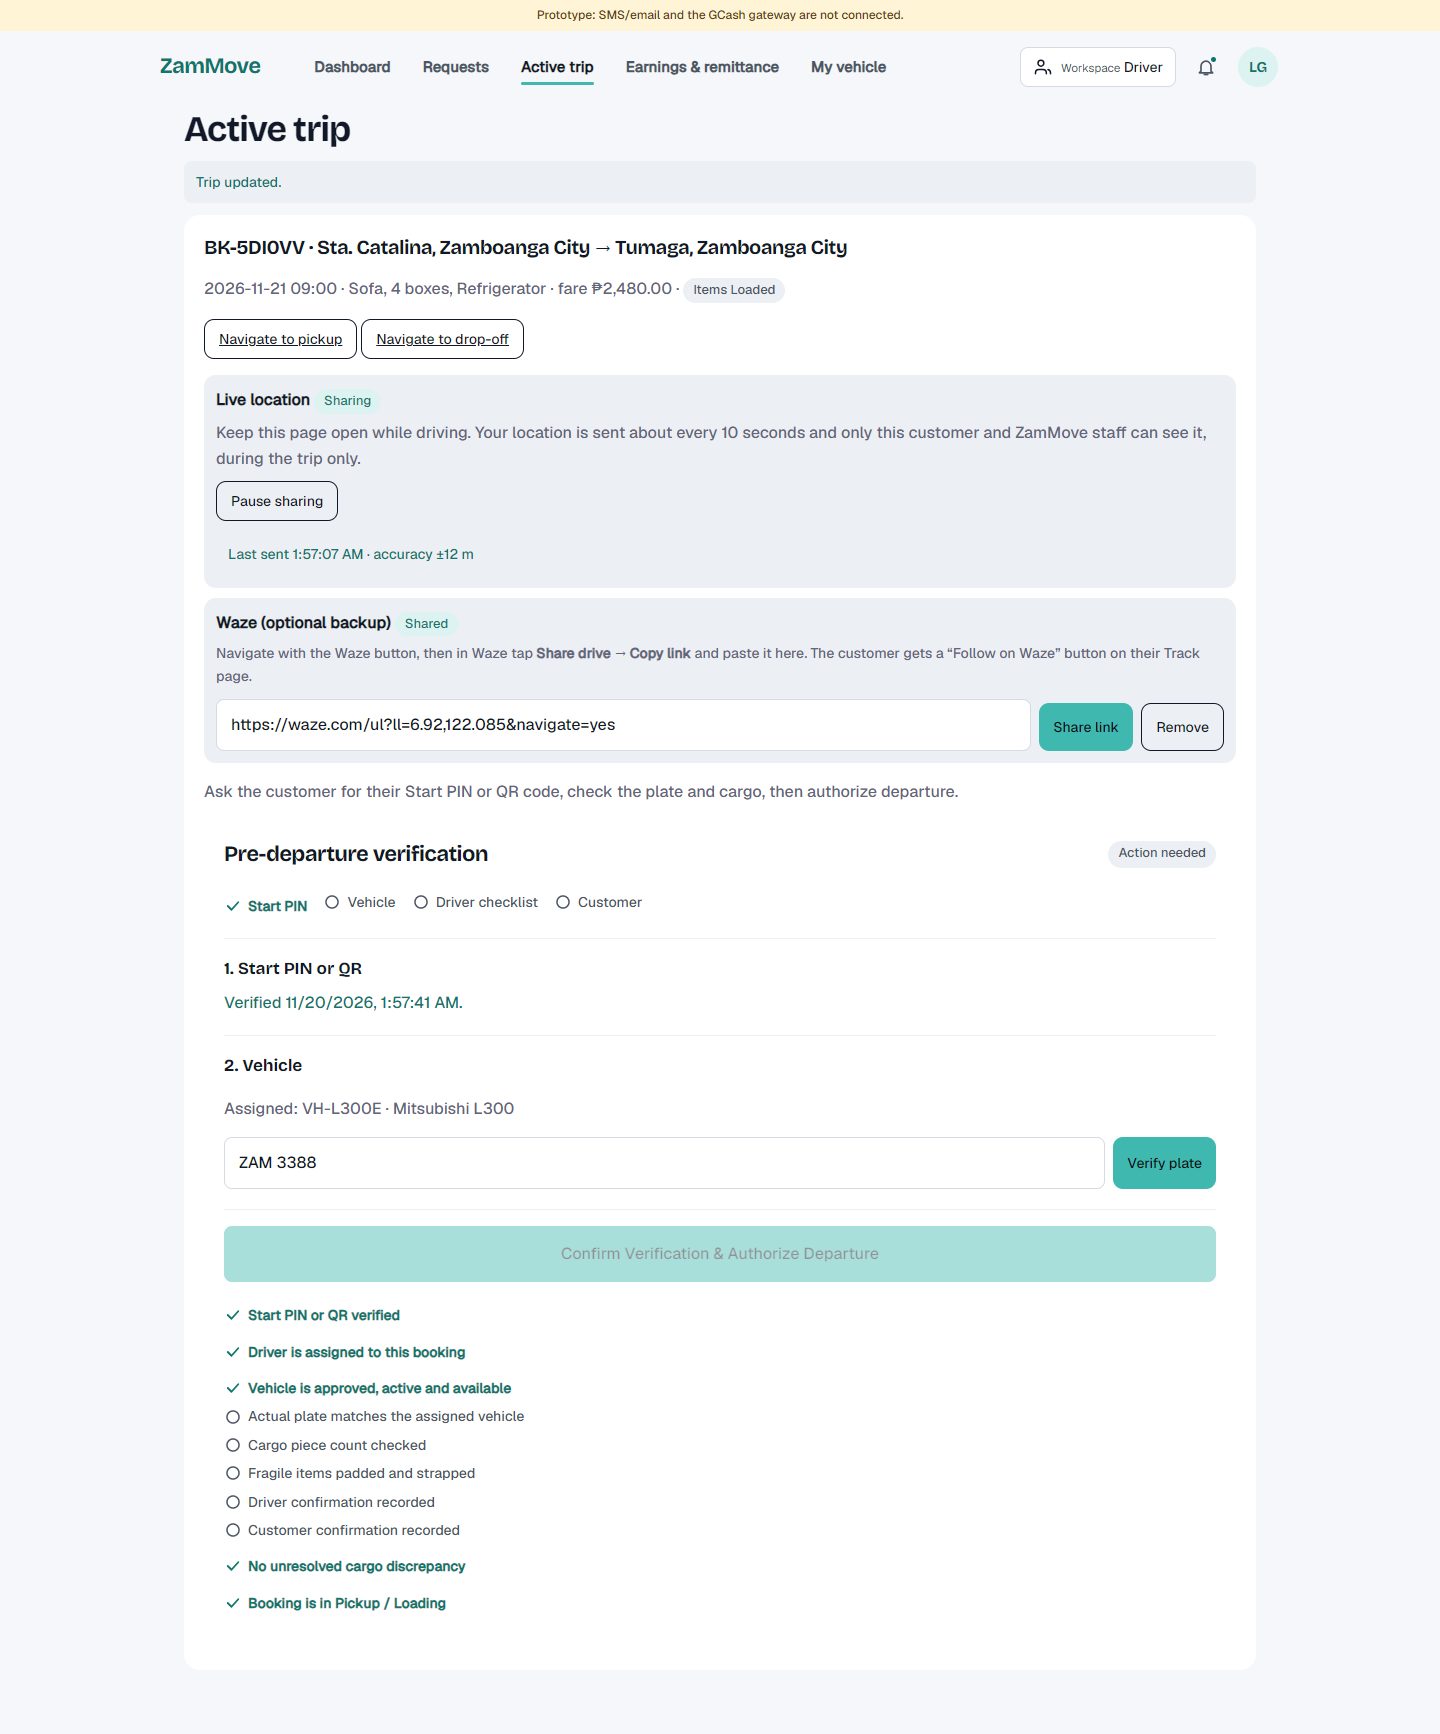 Prototype: SMS/email and the GCash gateway are not connected.
ZamMove
Dashboard
Requests
Active trip
Earnings & remittance
My vehicle
Workspace Driver
LG
Active trip
Trip updated.
BK-5DI0VV · Sta. Catalina, Zamboanga City → Tumaga, Zamboanga City
2026-11-21 09:00 · Sofa, 4 boxes, Refrigerator · fare ₱2,480.00 · Items Loaded
Navigate to pickup
Navigate to drop-off
Live location Sharing
Keep this page open while driving. Your location is sent about every 10 seconds and only this customer and ZamMove staff can see it,
during the trip only.
Pause sharing
Last sent 1:57:07 AM · accuracy ±12 m
Waze (optional backup) Shared
Navigate with the Waze button, then in Waze tap Share drive → Copy link and paste it here. The customer gets a “Follow on Waze” button on their Track
page.
https://waze.com/ul?ll=6.92,122.085&navigate=yes
Share link
Remove
Ask the customer for their Start PIN or QR code, check the plate and cargo, then authorize departure.
Pre-departure verification
Action needed
Start PIN
Vehicle
Driver checklist
Customer
1. Start PIN or QR
Verified 11/20/2026, 1:57:41 AM.
2. Vehicle
Assigned: VH-L300E · Mitsubishi L300
ZAM 3388
Verify plate
Confirm Verification & Authorize Departure
Start PIN or QR verified
Driver is assigned to this booking
Vehicle is approved, active and available
Actual plate matches the assigned vehicle
Cargo piece count checked
Fragile items padded and strapped
Driver confirmation recorded
Customer confirmation recorded
No unresolved cargo discrepancy
Booking is in Pickup / Loading